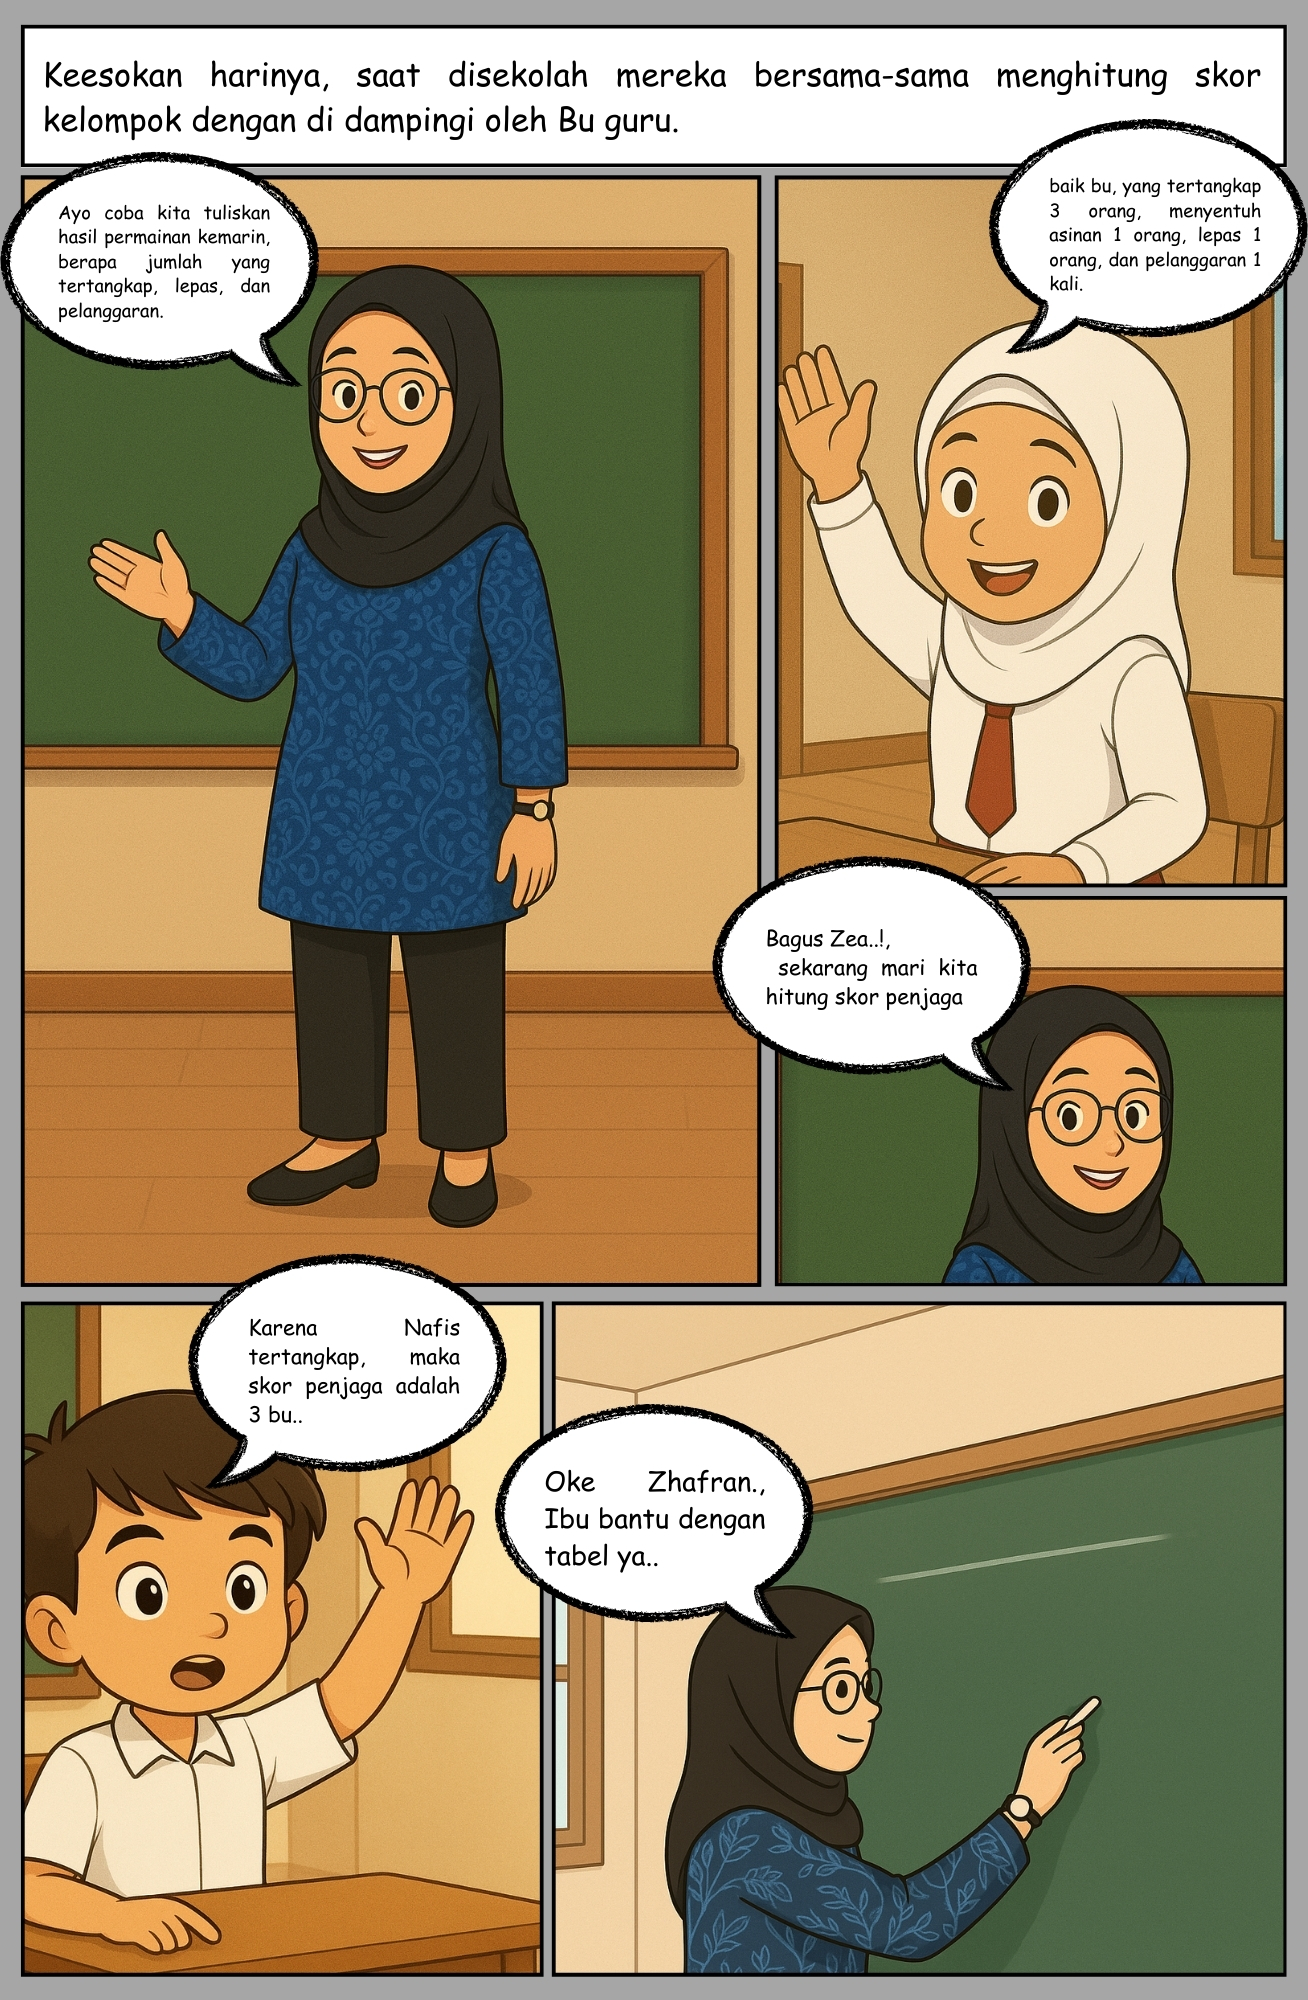 Keesokan harinya, saat disekolah mereka bersama-sama menghitung skor
kelompok dengan di dampingi oleh Bu guru.
Ayo coba kita tuliskan
hasil permainan kemarin,
berapa jumlah yang
tertangkap, lepas, dan
pelanggaran.
baik bu, yang tertangkap
3 orang, menyentuh
asinan 1 orang, lepas 1
orang, dan pelanggaran 1
kali.
Bagus Zea..!,
sekarang mari kita
hitung skor penjaga
Karena Nafis
tertangkap, maka
skor penjaga adalah
3 bu..
Oke Zhafran.,
Ibu bantu dengan
tabel ya..